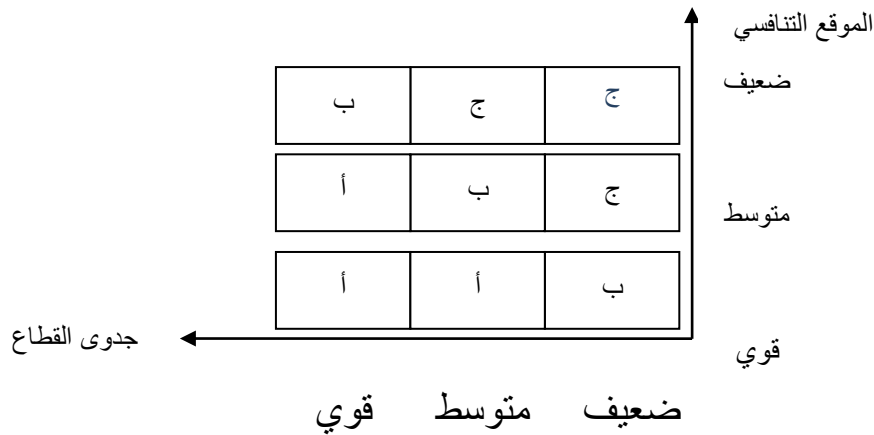 الموقع التنافسي
ضعيف
ج ج ب
متوسط
ج ب أ
قوي
ب أ أ
جدوى القطاع
ضعيف متوسط قوي